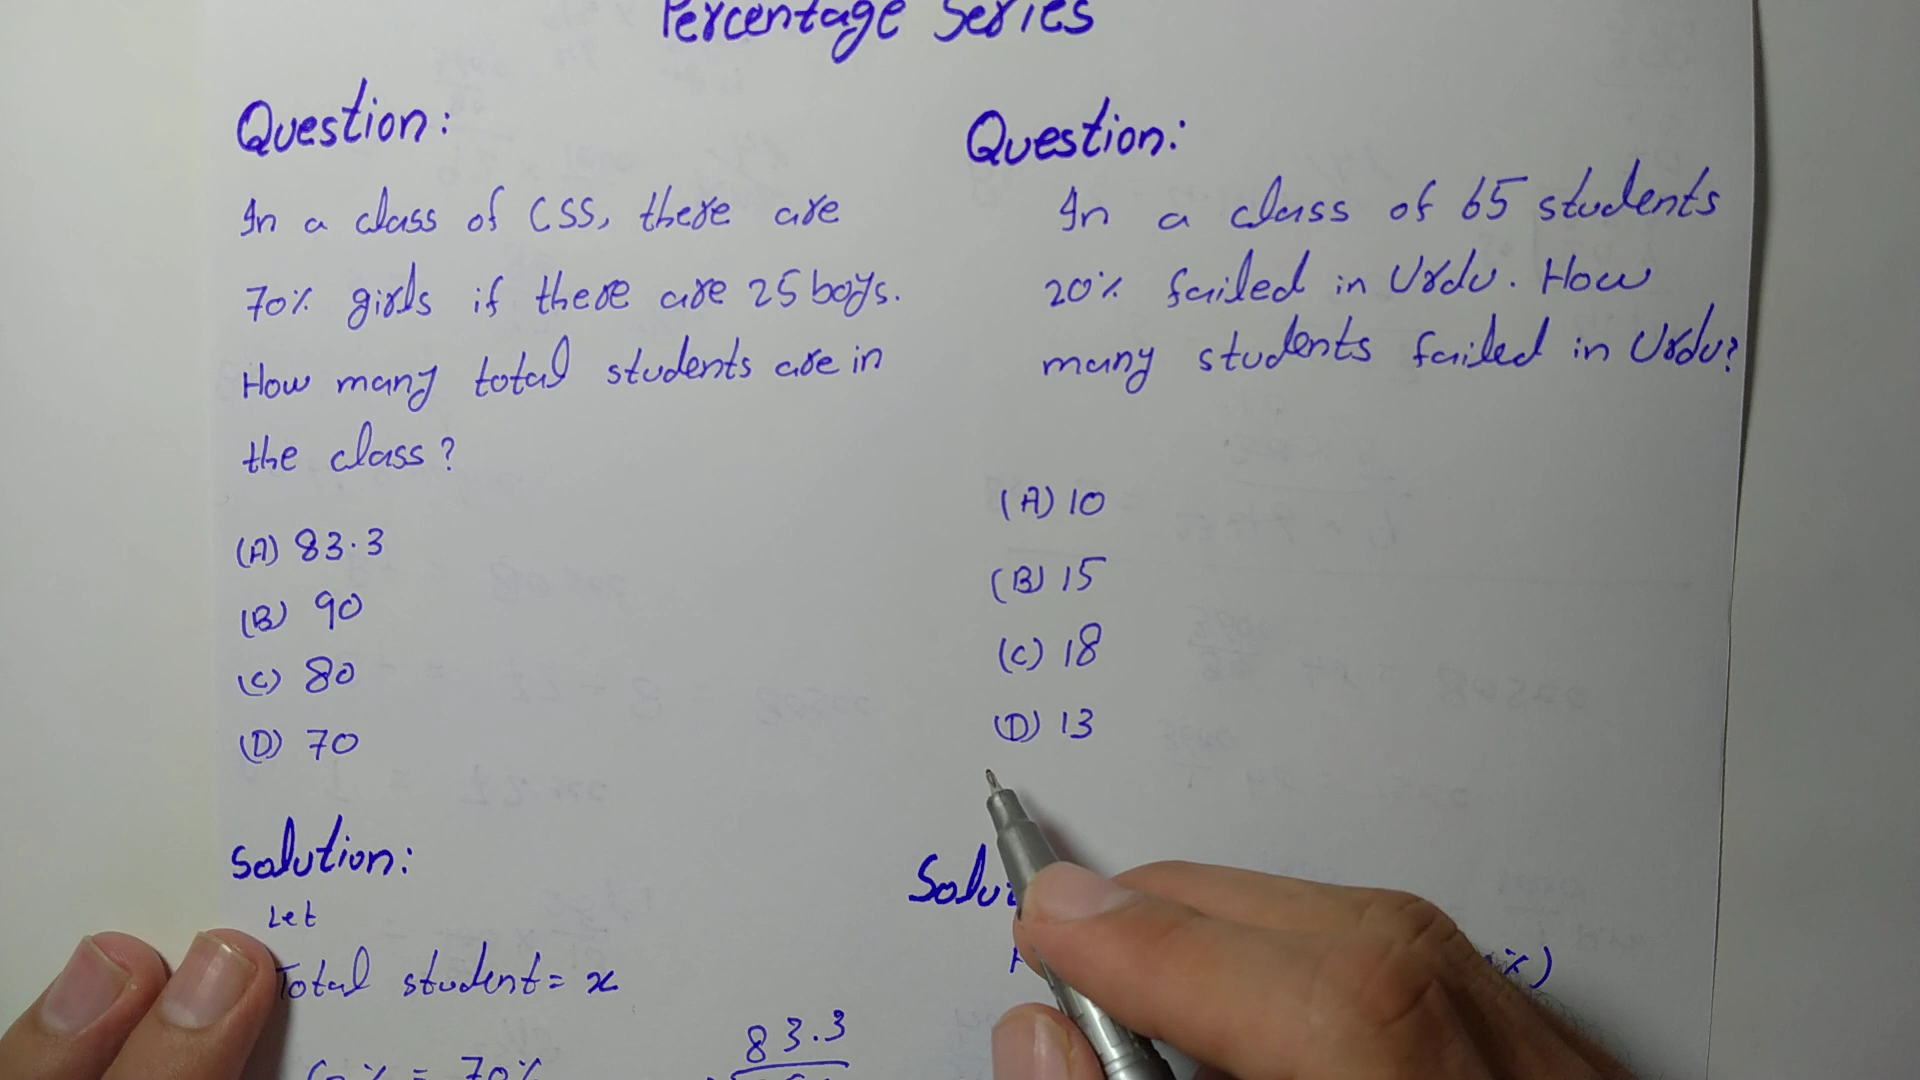 Percentage Series
Question:
In a class of CSS, there are
70% girls if there are 25 boys.
How many total students are in
the class?
(A) 83.3
(B) 90
(C) 80
(D) 70
Solution:
Let
Total student = x
= 70%
83.3
Question:
In a class of 65 students
20% failed in Urdu. How
many students failed in Urdu?
(A) 10
(B) 15
(C) 18
(D) 13